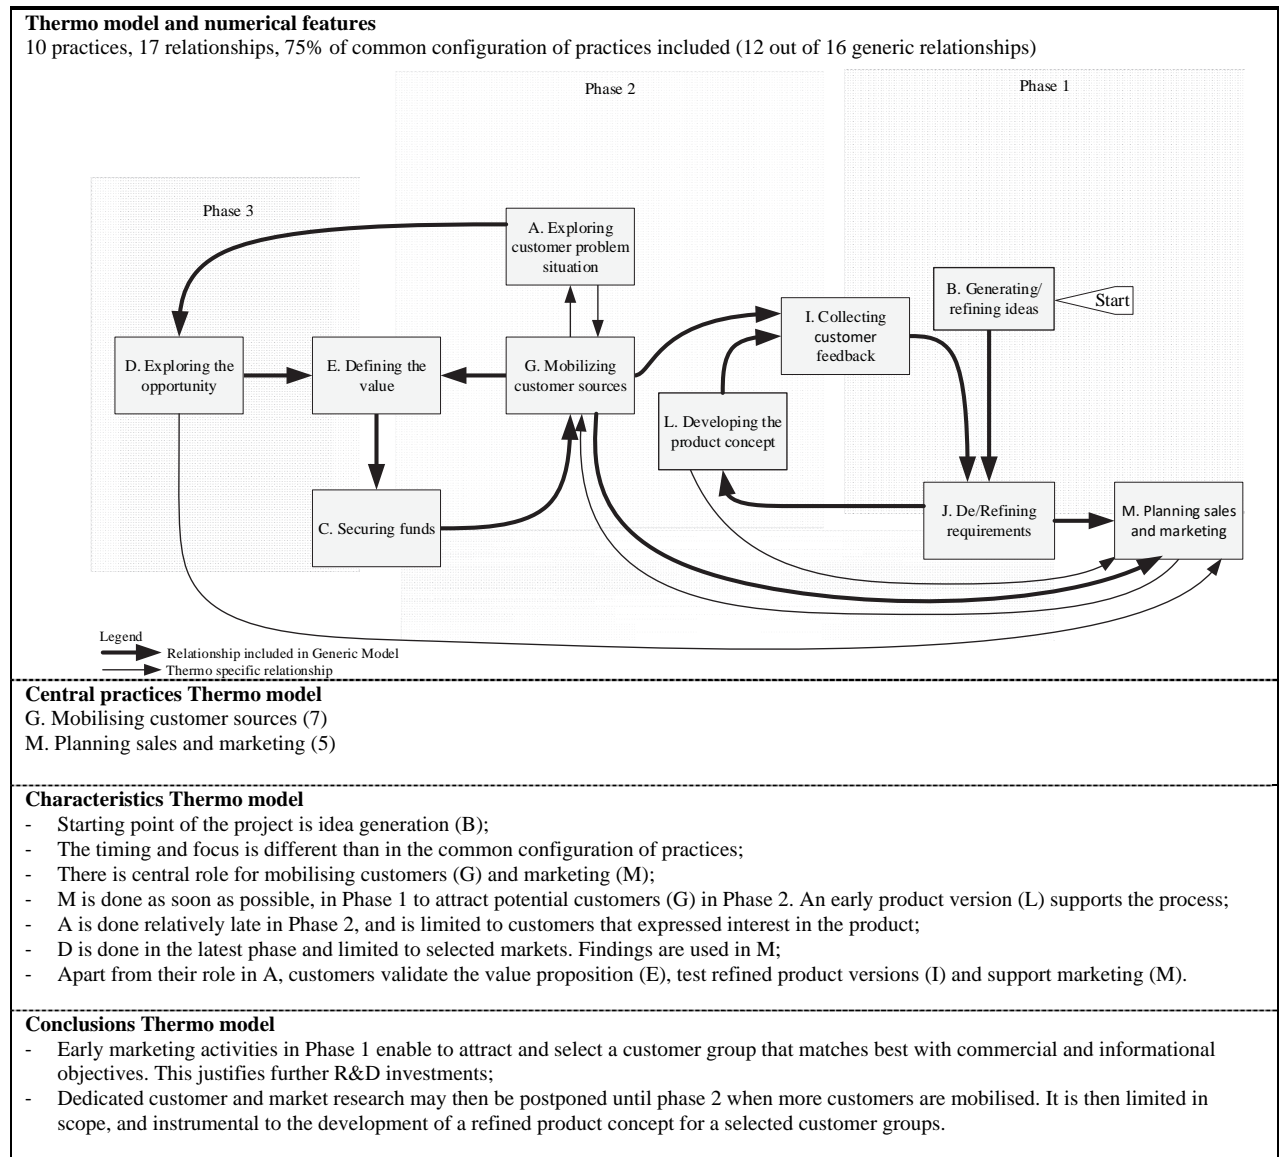 Thermo model and numerical features
10 practices, 17 relationships, 75% of common configuration of practices included (12 out of 16 generic relationships)
Phase 2
Phase 1
Phase 3
A. Exploring
customer problem
situation
B. Generating/
refining ideas
Start
I. Collecting
customer
feedback
D. Exploring the
opportunity
E. Defining the
value
G. Mobilizing
customer sources
L. Developing the
product concept
C. Securing funds
J. De/Refining
requirements
M. Planning sales
and marketing
Legend
Relationship included in Generic Model
Thermo specific relationship
Central practices Thermo model
G. Mobilising customer sources (7)
M. Planning sales and marketing (5)
Characteristics Thermo model
- Starting point of the project is idea generation (B);
- The timing and focus is different than in the common configuration of practices;
- There is central role for mobilising customers (G) and marketing (M);
- M is done as soon as possible, in Phase 1 to attract potential customers (G) in Phase 2. An early product version (L) supports the process;
- A is done relatively late in Phase 2, and is limited to customers that expressed interest in the product;
- D is done in the latest phase and limited to selected markets. Findings are used in M;
- Apart from their role in A, customers validate the value proposition (E), test refined product versions (I) and support marketing (M).
Conclusions Thermo model
- Early marketing activities in Phase 1 enable to attract and select a customer group that matches best with commercial and informational
objectives. This justifies further R&D investments;
- Dedicated customer and market research may then be postponed until phase 2 when more customers are mobilised. It is then limited in
scope, and instrumental to the development of a refined product concept for a selected customer groups.